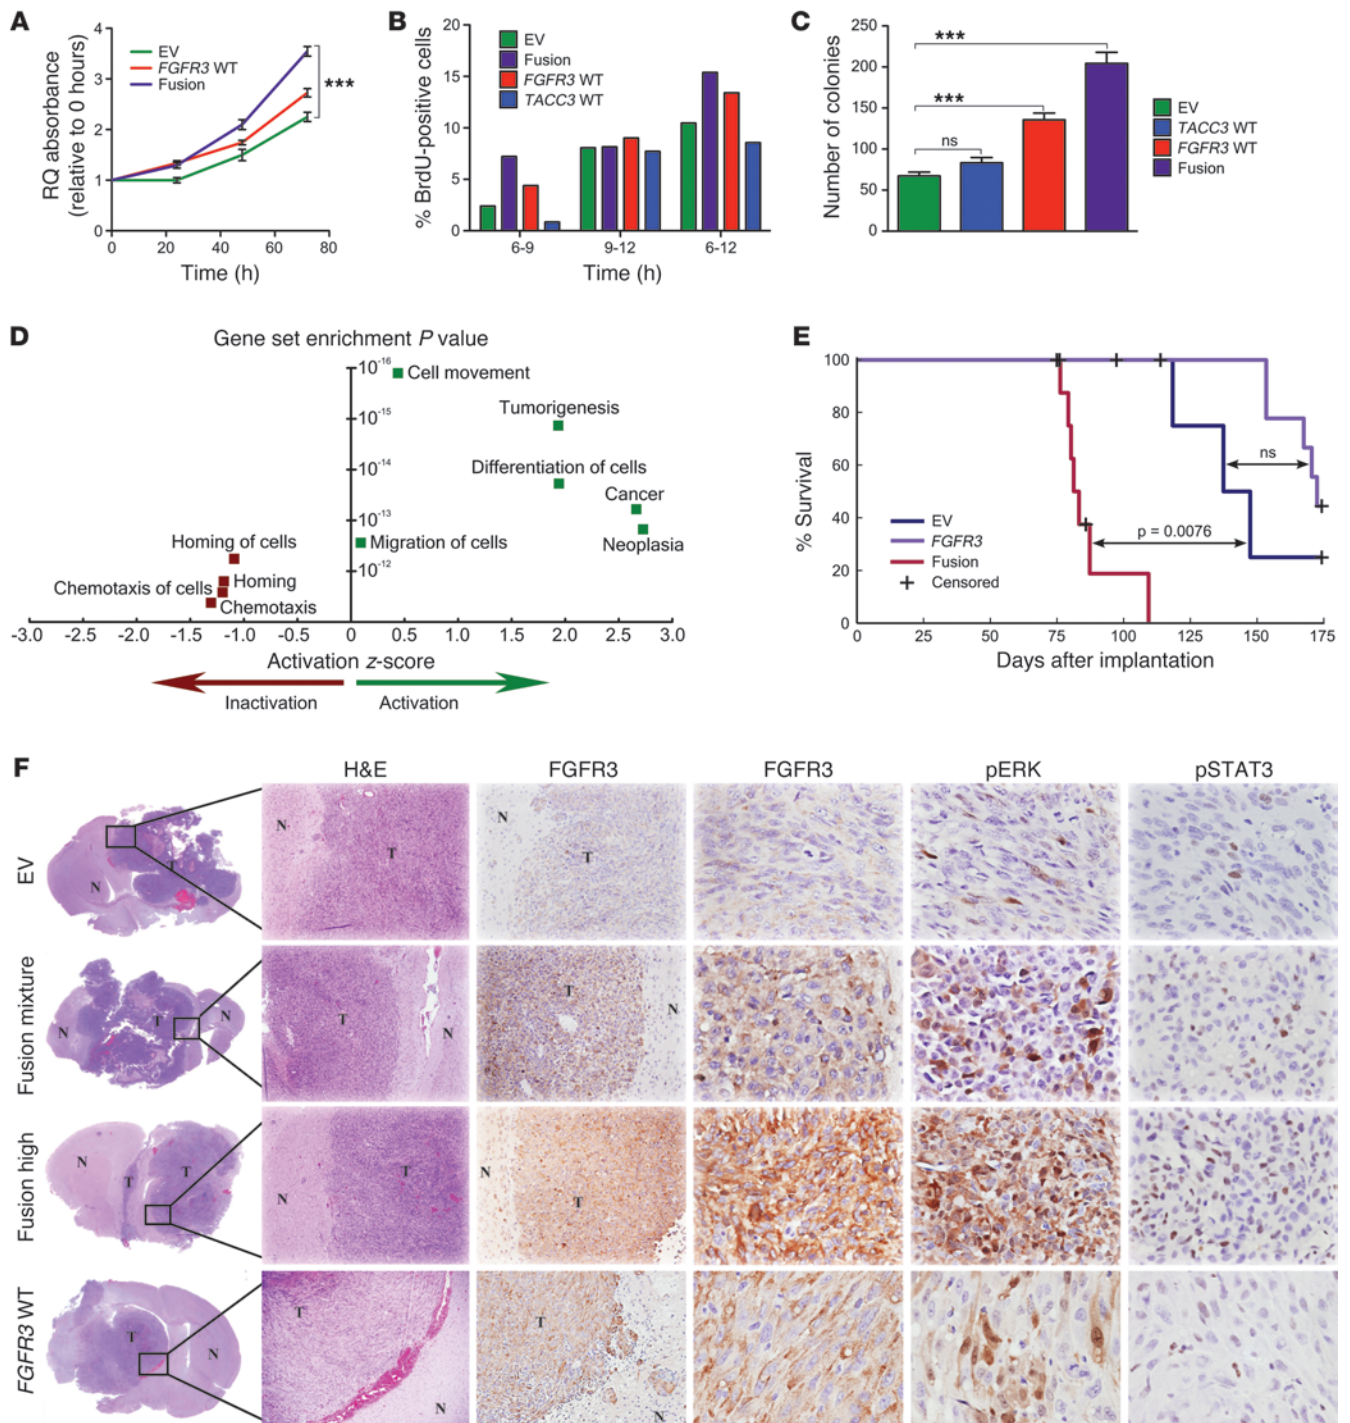 A
RQ absorbance
(relative to 0 hours)
4
3
2
1
0
EV
FGFR3 WT
Fusion
***
0 20 40 60 80
Time (h)
B
% BrdU-positive cells
20
15
10
5
0
EV
Fusion
FGFR3 WT
TACC3 WT
6-9 9-12 6-12
Time (h)
C
Number of colonies
250
200
150
100
50
0
***
***
ns
EV
TACC3 WT
FGFR3 WT
Fusion
D
Gene set enrichment P value
10-16
Cell movement
10-15
Tumorigenesis
10-14
Differentiation of cells
Cancer
10-13
Neoplasia
Migration of cells
10-12
Homing of cells
Homing
Chemotaxis of cells
Chemotaxis
-3.0 -2.5 -2.0 -1.5 -1.0 -0.5 0 0.5 1.0 1.5 2.0 2.5 3.0
Activation z-score
Inactivation Activation
E
% Survival
100
80
60
40
20
0
ns
p = 0.0076
EV
FGFR3
Fusion
Censored
0 25 50 75 100 125 150 175
Days after implantation
F
H&E FGFR3 FGFR3 pERK pSTAT3
EV
N T N T N T
Fusion mixture
N T N T N T N
Fusion high
N T T N T N T
FGFR3 WT
T N T N T N